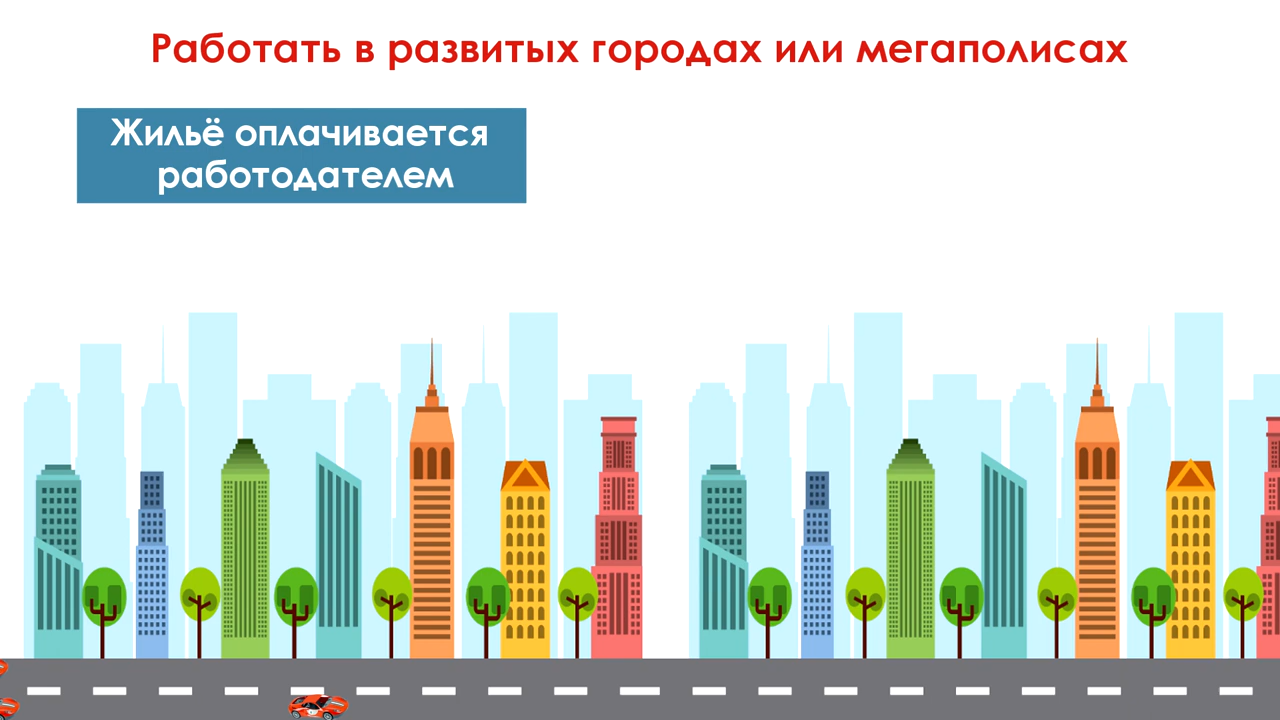 Работать в развитых городах или мегаполисах
Жильё оплачивается
работодателем